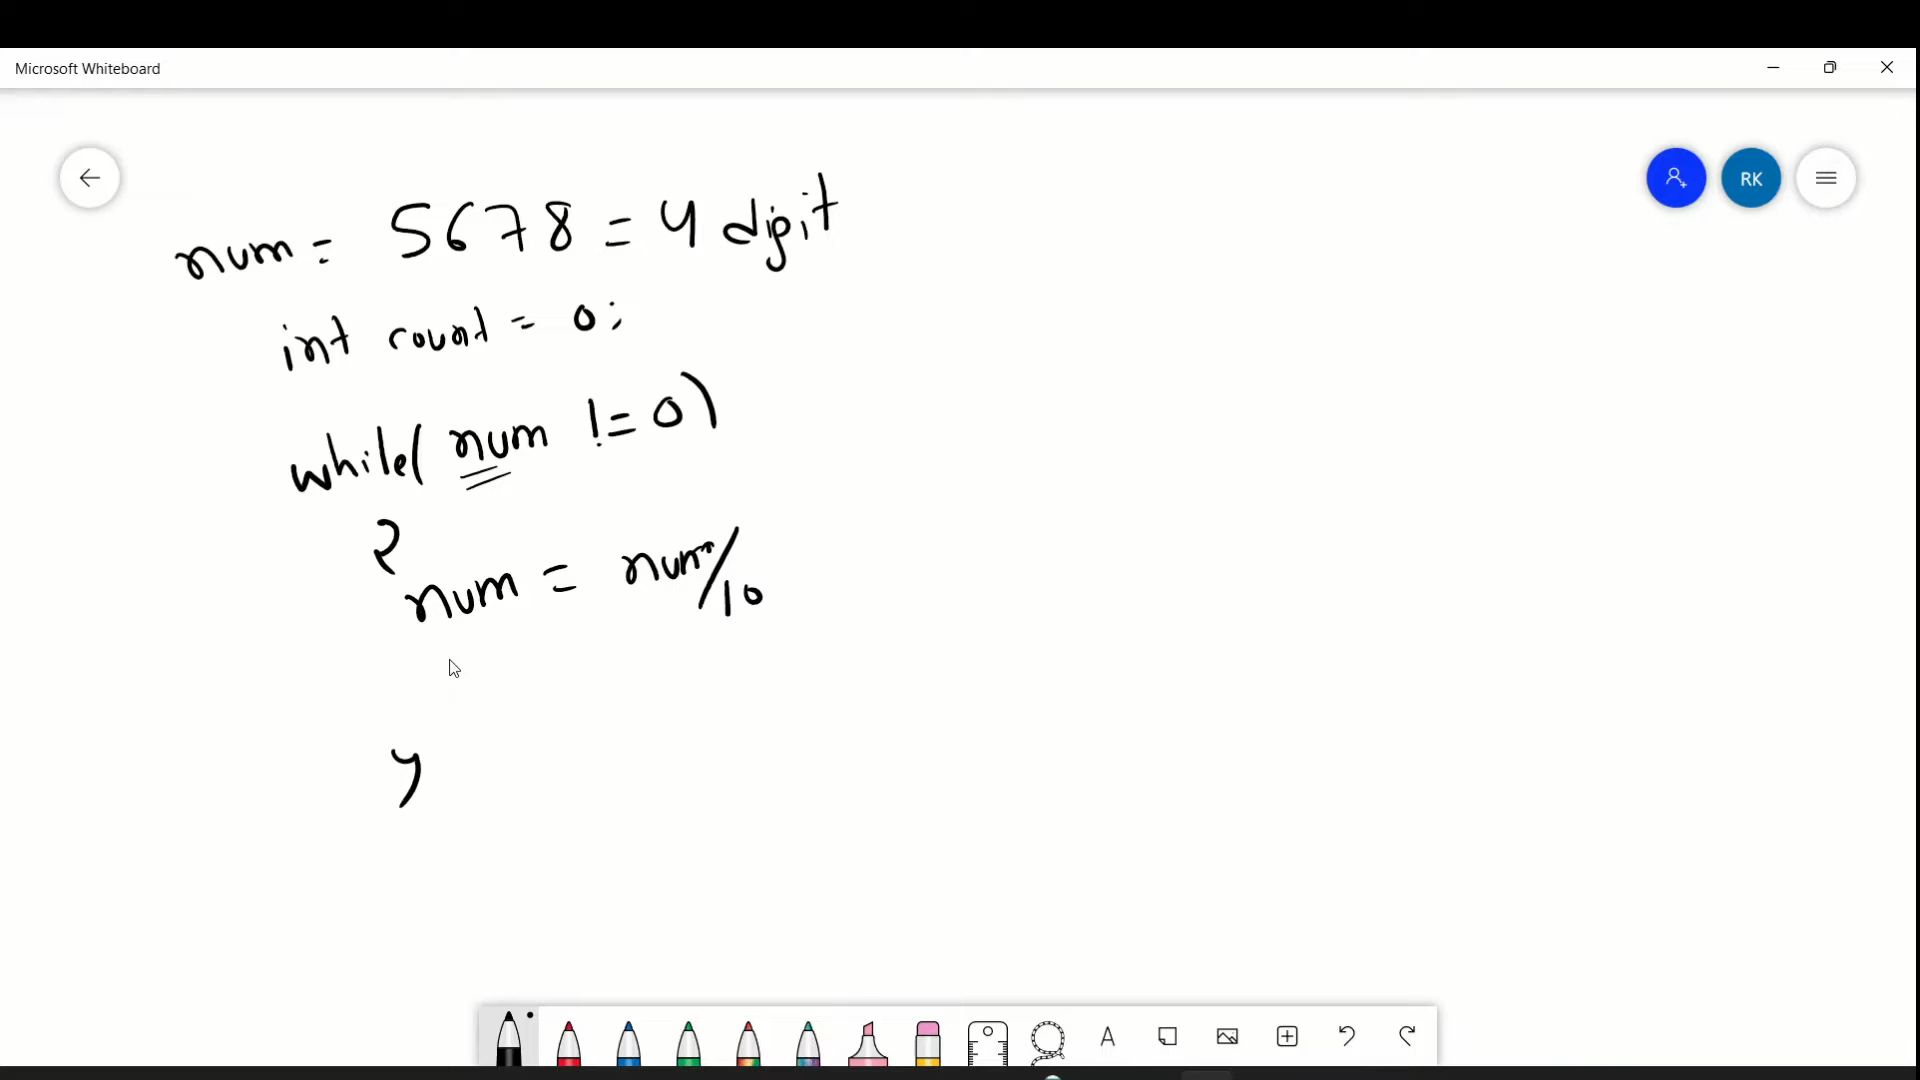 Microsoft Whiteboard
RK
num = 5678 = 4 digit
int count = 0;
while( num != 0)
{
num = num/10
}
A